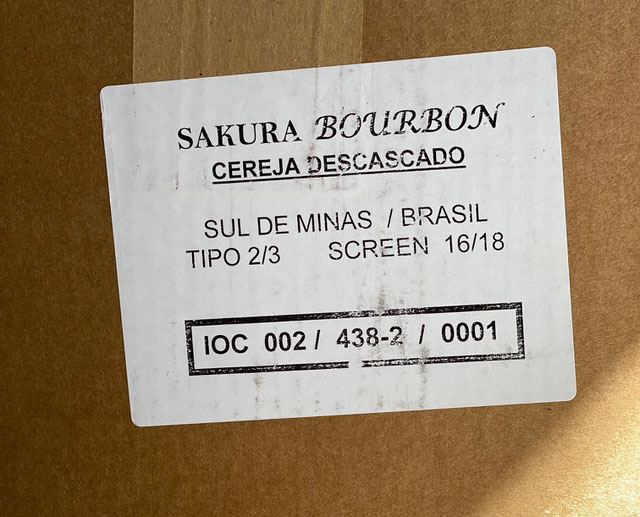 SAKURA BOURBON
CEREJA DESCASCADO
SUL DE MINAS / BRASIL
TIPO 2/3 SCREEN 16/18
IOC 002 / 438-2 / 0001